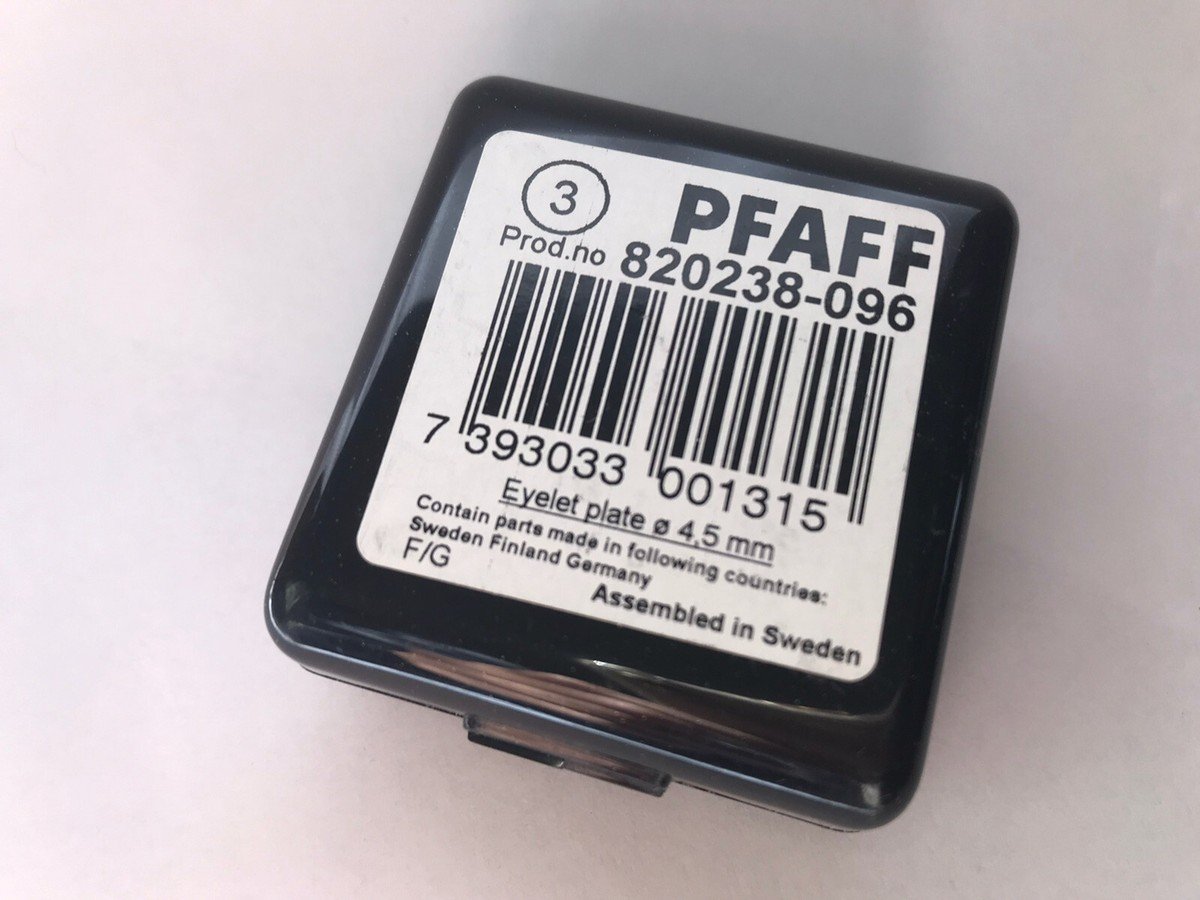 3
PFAFF
Prod.no 820238-096
7 393033 001315
Eyelet plate ø 4,5 mm
Contain parts made in following countries:
Sweden Finland Germany
F/G
Assembled in Sweden